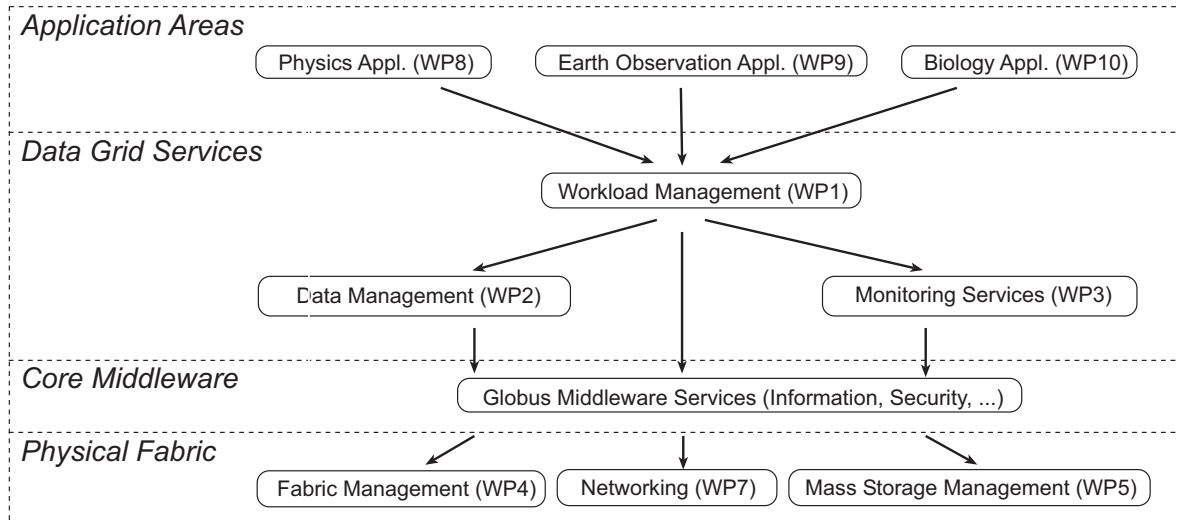 Application Areas
Physics Appl. (WP8)
Earth Observation Appl. (WP9)
Biology Appl. (WP10)
Data Grid Services
Workload Management (WP1)
Data Management (WP2)
Monitoring Services (WP3)
Core Middleware
Globus Middleware Services (Information, Security, ...)
Physical Fabric
Fabric Management (WP4)
Networking (WP7)
Mass Storage Management (WP5)